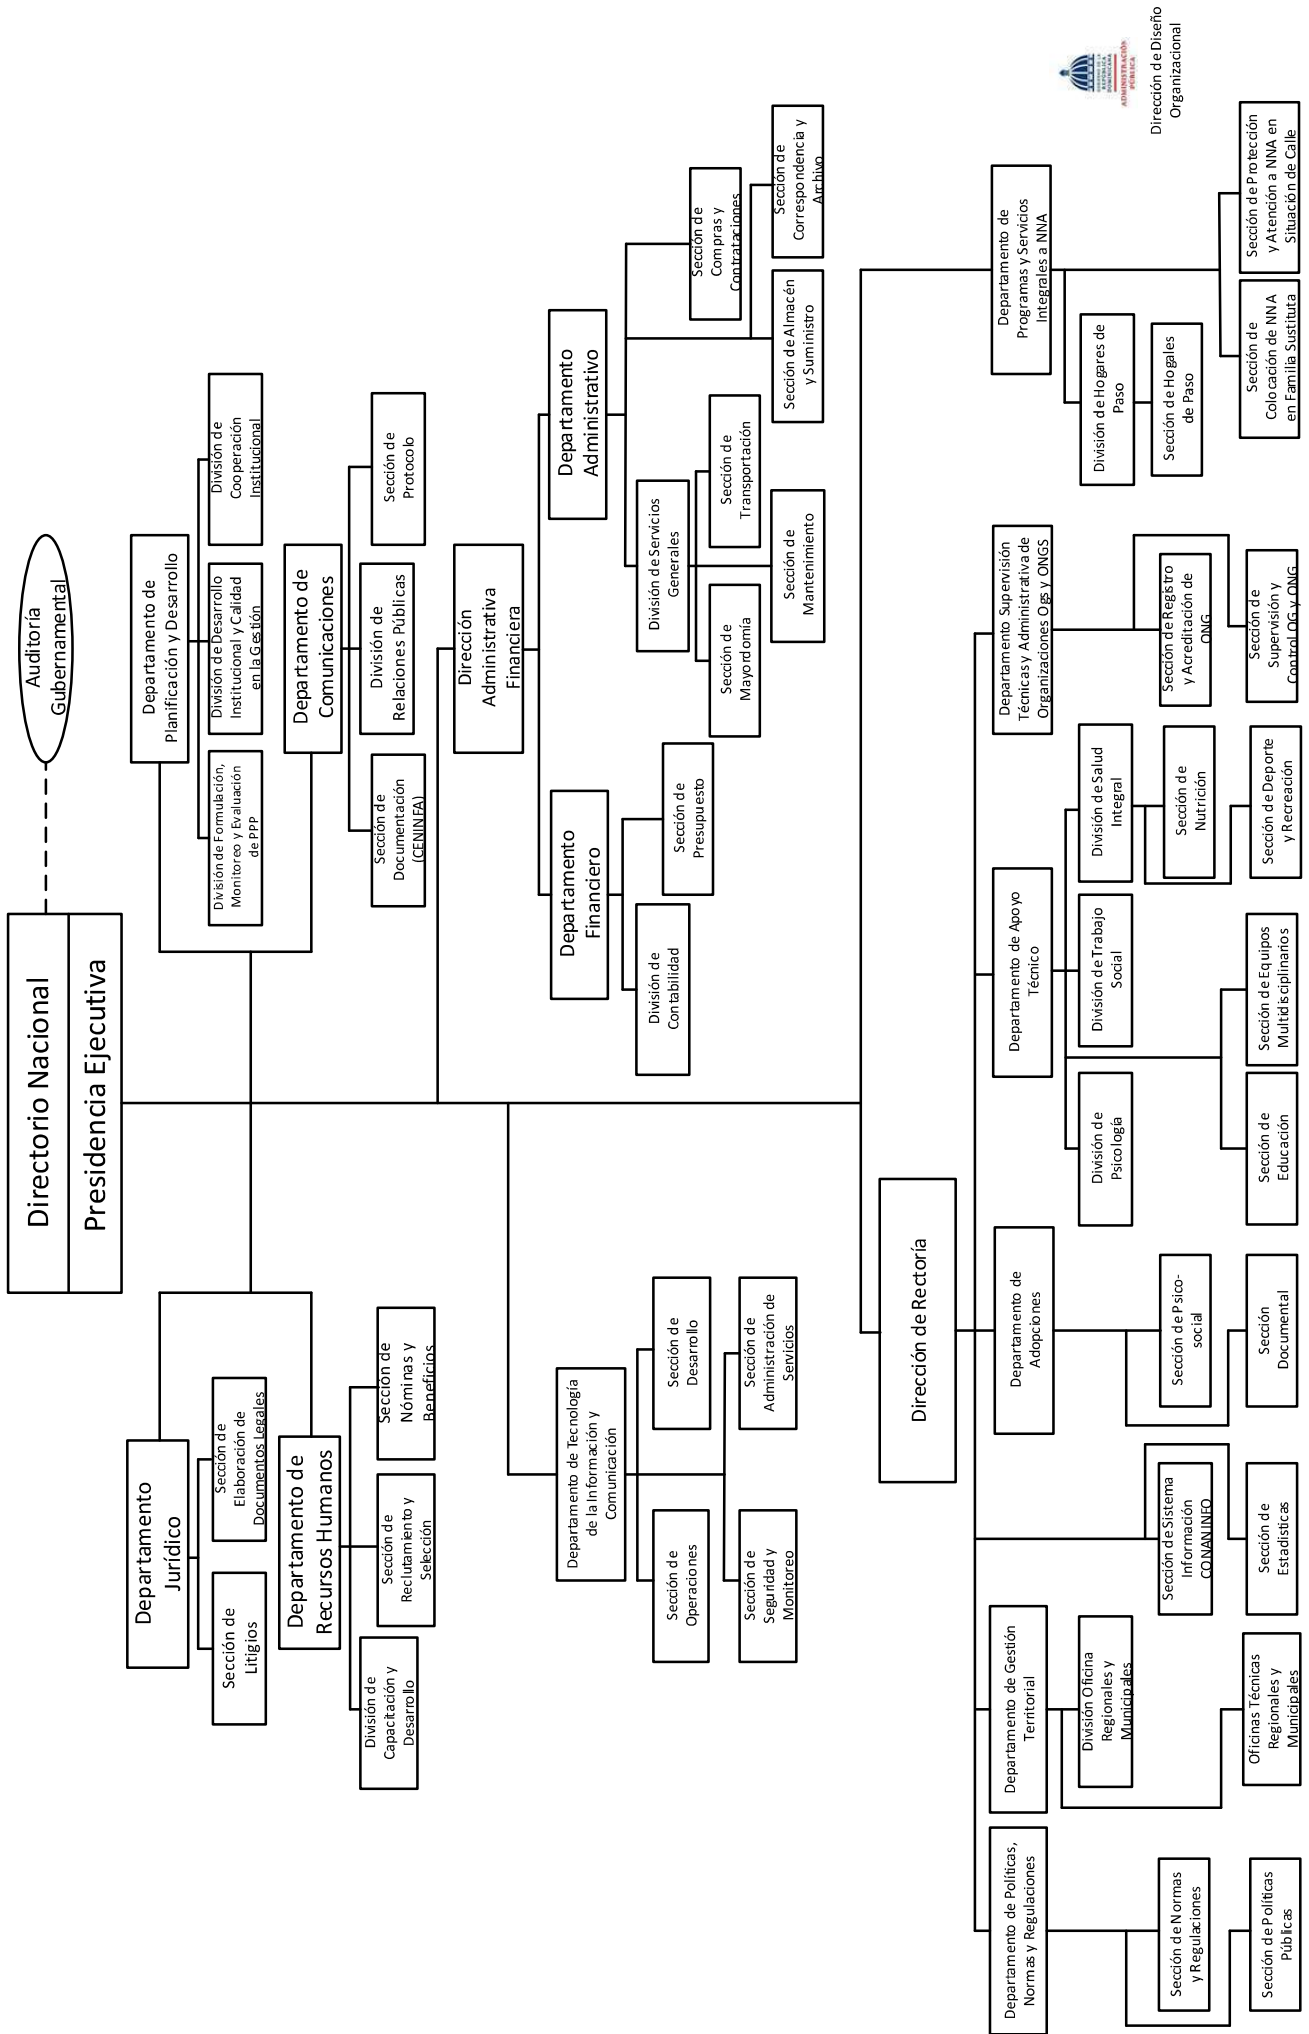 Directorio Nacional
Presidencia Ejecutiva
Auditoría
Gubernamental
Departamento
Jurídico
Sección de
Litigios
Sección de
Elaboración de
Documentos Legales
Departamento de
Planificación y Desarrollo
División de Formulación,
Monitoreo y Evaluación
de PPP
División de Desarrollo
Institucional y Calidad
en la Gestión
División de
Cooperación
Institucional
Departamento de
Recursos Humanos
División de
Capacitación y
Desarrollo
Sección de
Reclutamiento y
Selección
Sección de
Nóminas y
Beneficios
Departamento de
Comunicaciones
Sección de
Documentación
(CENINFA)
División de
Relaciones Públicas
Sección de
Protocolo
Dirección
Administrativa
Financiera
Departamento de Tecnología
de la Información y
Comunicación
Sección de
Operaciones
Sección de
Desarrollo
Sección de
Seguridad y
Monitoreo
Sección de
Administración de
Servicios
Departamento
Financiero
División de
Contabilidad
Sección de
Presupuesto
Departamento
Administrativo
División de Servicios
Generales
Sección de
Mayordomía
Sección de
Transportación
Sección de
Mantenimiento
Sección de
Compras y
Contrataciones
Sección de Almacén
y Suministro
Sección de
Correspondencia y
Archivo
Dirección de Rectoría
Departamento de Políticas,
Normas y Regulaciones
Sección de Normas
y Regulaciones
Sección de Políticas
Públicas
Departamento de Gestión
Territorial
División Oficina
Regionales y
Municipales
Oficinas Técnicas
Regionales y
Municipales
Sección de Sistema
Información
CONANINFO
Sección de
Estadísticas
Departamento de
Adopciones
Sección de Psico-
social
Sección
Documental
Departamento de Apoyo
Técnico
División de
Psicología
División de Trabajo
Social
División de Salud
Integral
Sección de
Educación
Sección de Equipos
Multidisciplinarios
Sección de
Nutrición
Sección de Deporte
y Recreación
Departamento Supervisión
Técnicas y Administrativa de
Organizaciones Ogs y ONGS
Sección de Registro
y Acreditación de
ONG
Sección de
Supervisión y
Control OG y ONG
Departamento de
Programas y Servicios
Integrales a NNA
División de Hogares de
Paso
Sección de Hogales
de Paso
Sección de
Colocación de NNA
en Familia Sustituta
Sección de Protección
y Atención a NNA en
Situación de Calle
GOBIERNO DE LA
REPÚBLICA
DOMINICANA
ADMINISTRACIÓN
PÚBLICA
Dirección de Diseño
Organizacional